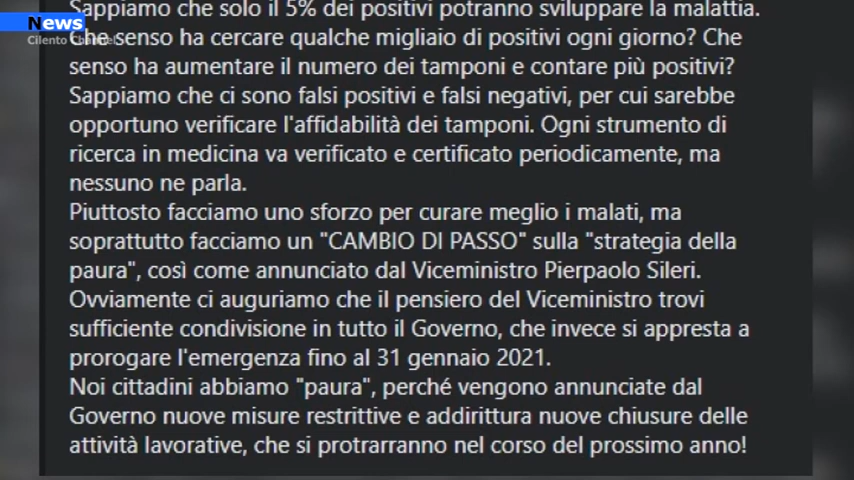 News
Cilento Channel
Sappiamo che solo il 5% dei positivi potranno sviluppare la malattia.
Che senso ha cercare qualche migliaio di positivi ogni giorno? Che
senso ha aumentare il numero dei tamponi e contare più positivi?
Sappiamo che ci sono falsi positivi e falsi negativi, per cui sarebbe
opportuno verificare l'affidabilità dei tamponi. Ogni strumento di
ricerca in medicina va verificato e certificato periodicamente, ma
nessuno ne parla.
Piuttosto facciamo uno sforzo per curare meglio i malati, ma
soprattutto facciamo un "CAMBIO DI PASSO" sulla "strategia della
paura", così come annunciato dal Viceministro Pierpaolo Sileri.
Ovviamente ci auguriamo che il pensiero del Viceministro trovi
sufficiente condivisione in tutto il Governo, che invece si appresta a
prorogare l'emergenza fino al 31 gennaio 2021.
Noi cittadini abbiamo "paura", perché vengono annunciate dal
Governo nuove misure restrittive e addirittura nuove chiusure delle
attività lavorative, che si protrarranno nel corso del prossimo anno!